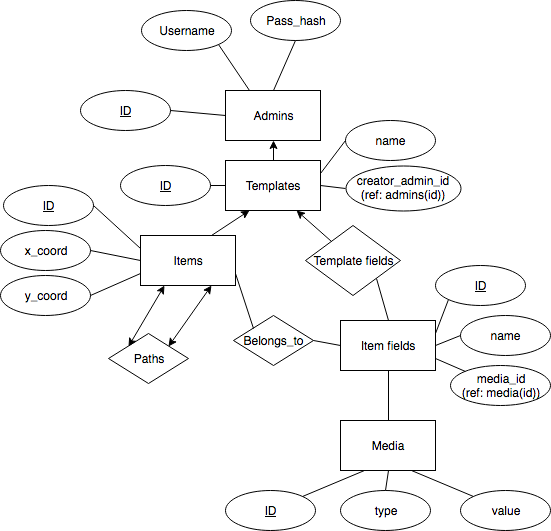 Pass_hash
Username
ID
Admins
name
ID
Templates
creator_admin_id
(ref: admins(id))
ID
x_coord
Items
Template fields
y_coord
ID
name
Belongs_to
Item fields
Paths
media_id
(ref: media(id))
Media
ID
type
value